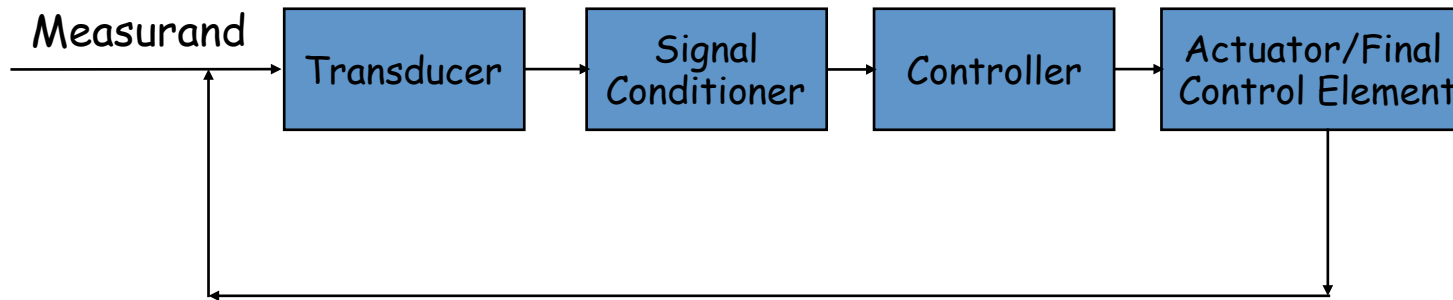 Measurand
Transducer
Signal
Conditioner
Controller
Actuator/Final
Control Element